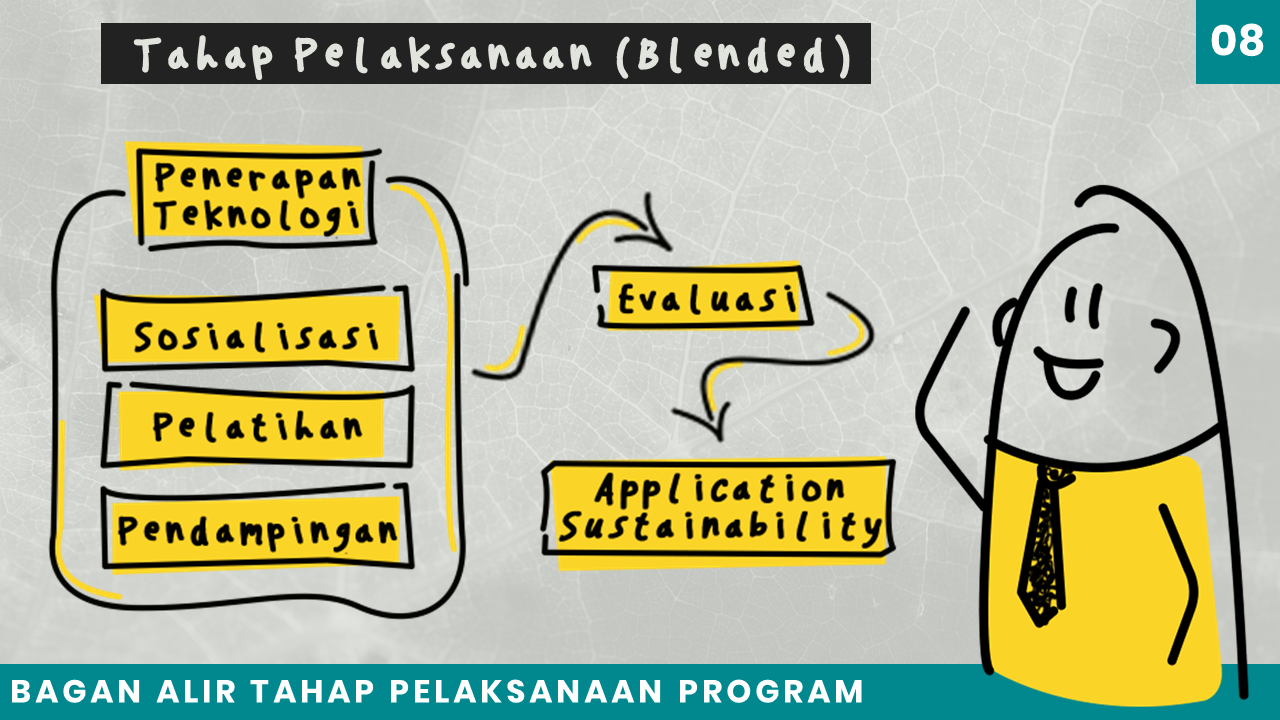 Tahap Pelaksanaan (Blended)
08
Penerapan
Teknologi
Sosialisasi
Pelatihan
Pendampingan
Evaluasi
Application
Sustainability
BAGAN ALIR TAHAP PELAKSANAAN PROGRAM